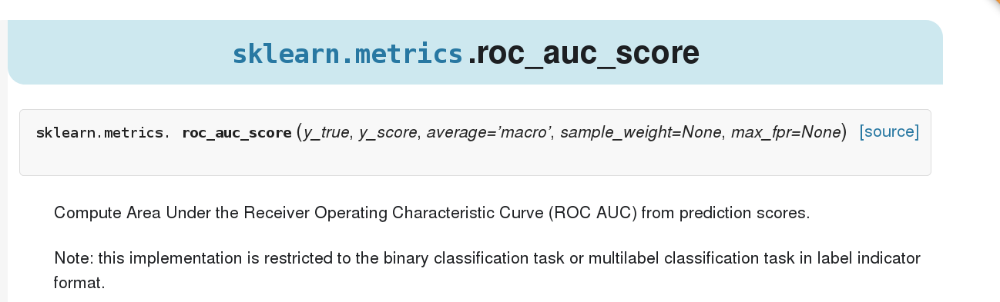 sklearn.metrics.roc_auc_score
sklearn.metrics. roc_auc_score (y_true, y_score, average='macro', sample_weight=None, max_fpr=None) [source]
Compute Area Under the Receiver Operating Characteristic Curve (ROC AUC) from prediction scores.
Note: this implementation is restricted to the binary classification task or multilabel classification task in label indicator
format.